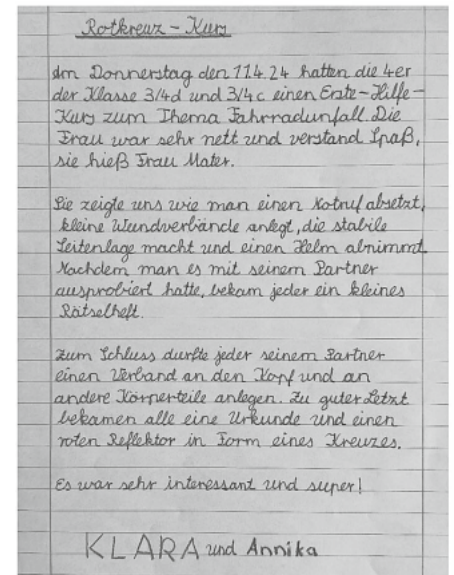 Rotkreuz - Kurs
Am Donnerstag den 11.4.24 hatten die 4er
der Klasse 3/4d und 3/4c einen Erste-Hilfe-
Kurs zum Thema Fahrradunfall. Die
Frau war sehr nett und verstand Spaß,
sie hieß Frau Mater.
Sie zeigte uns wie man einen Notruf absetzt,
kleine Wundverbände anlegt, die stabile
Seitenlage macht und einen Helm abnimmt.
Nachdem man es mit seinem Partner
ausprobiert hatte, bekam jeder ein kleines
Rätselheft.
Zum Schluss durfte jeder seinem Partner
einen Verband an den Kopf und an
andere Körperteile anlegen. Zu guter Letzt
bekamen alle eine Urkunde und einen
roten Reflektor in Form eines Kreuzes.
Es war sehr interessant und super!
KLARA und Annika